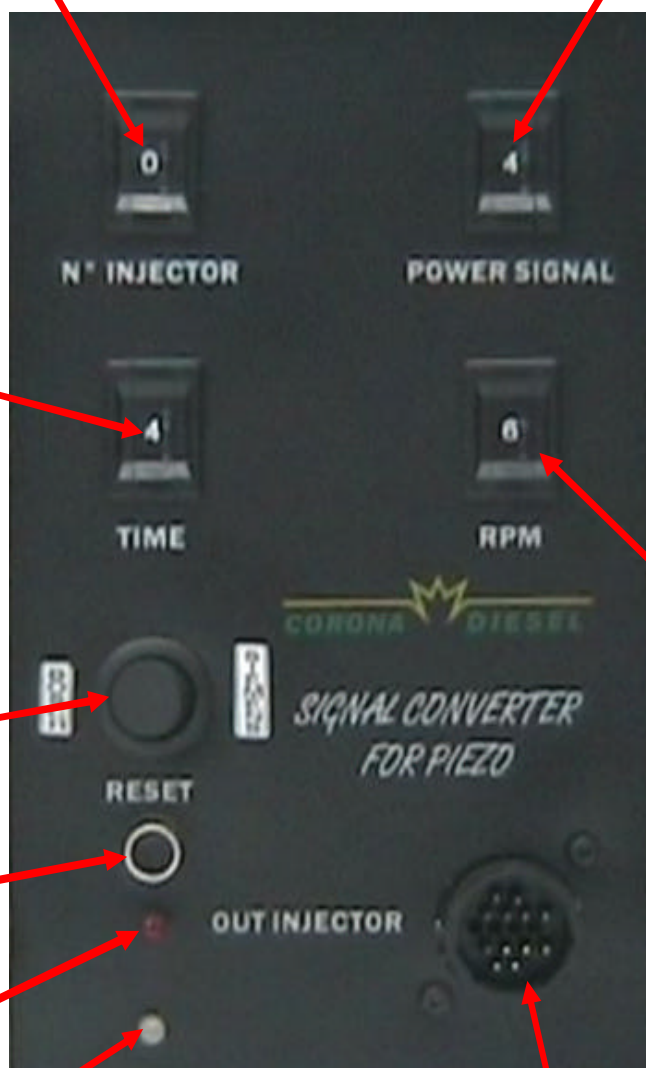 0
4
N° INJECTOR
POWER SIGNAL
4
6
TIME
RPM
CORONA DIESEL
SIGNAL CONVERTER
FOR PIEZO
RESET
OUT INJECTOR